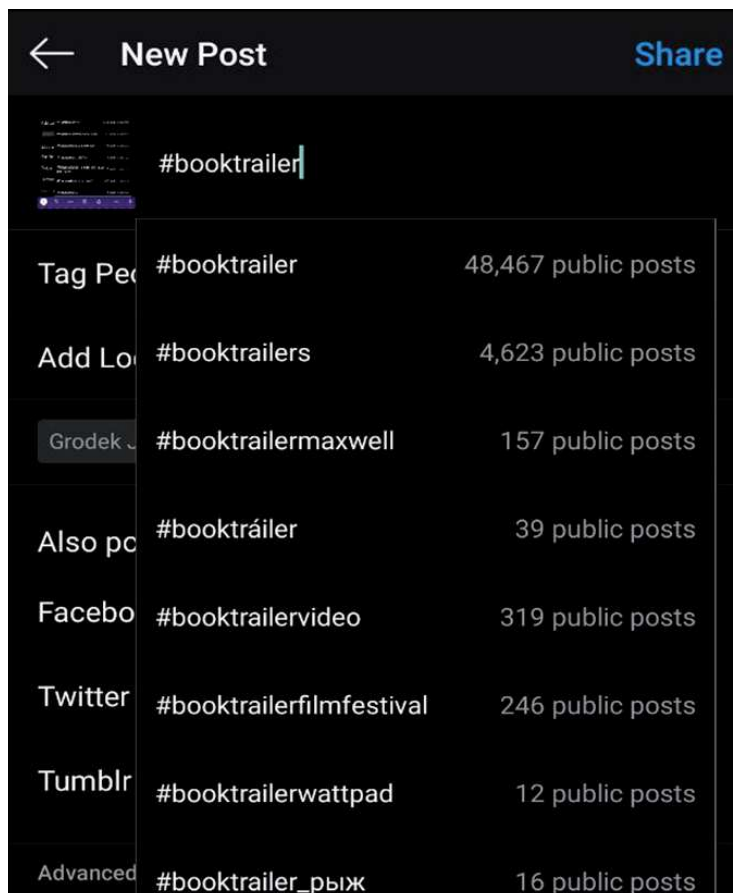 New Post Share
#booktrailer
#booktrailer 48,467 public posts
Tag Peo
#booktrailers 4,623 public posts
Add Lo
#booktrailermaxwell 157 public posts
Grodek J
#booktráiler 39 public posts
Also po
Facebo
#booktrailervideo 319 public posts
Twitter
#booktrailerfilmfestival 246 public posts
Tumblr
#booktrailerwattpad 12 public posts
Advanced
#booktrailer_рыж 16 public posts